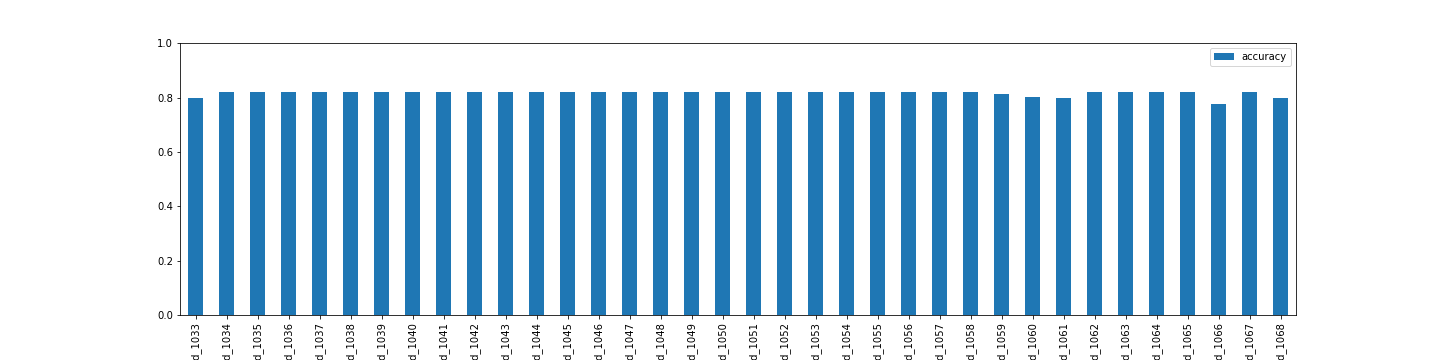 1.0
accuracy
0.8
0.6
0.4
0.2
0.0
d_1033
d_1034
d_1035
d_1036
d_1037
d_1038
d_1039
d_1040
d_1041
d_1042
d_1043
d_1044
d_1045
d_1046
d_1047
d_1048
d_1049
d_1050
d_1051
d_1052
d_1053
d_1054
d_1055
d_1056
d_1057
d_1058
d_1059
d_1060
d_1061
d_1062
d_1063
d_1064
d_1065
d_1066
d_1067
d_1068